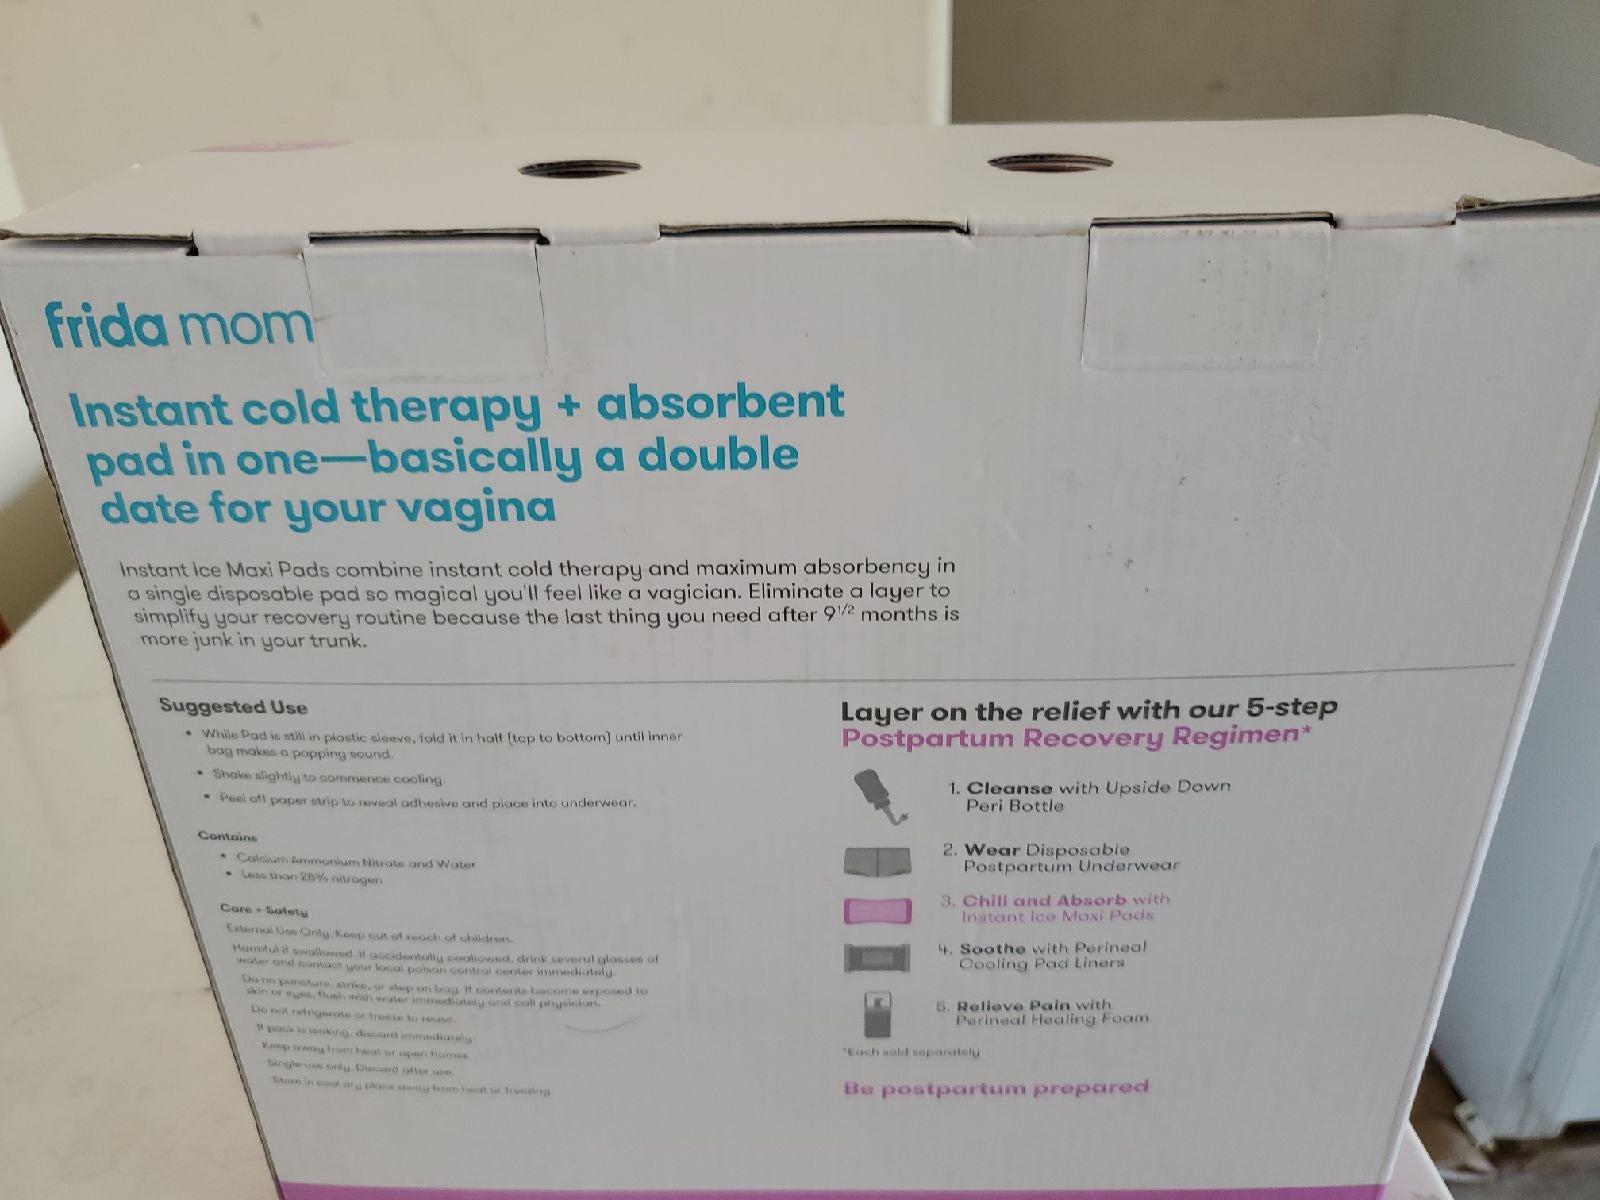 frida mom
Instant cold therapy + absorbent
pad in one—basically a double
date for your vagina
Instant Ice Maxi Pads combine instant cold therapy and maximum absorbency in
a single disposable pad so magical you'll feel like a vagician. Eliminate a layer to
simplify your recovery routine because the last thing you need after 9 1/2 months is
more junk in your trunk.
Suggested Use
• While Pad is still in plastic sleeve, fold it in half (top to bottom) until inner
bag makes a popping sound.
• Shake slightly to commence cooling.
• Peel off paper strip to reveal adhesive and place into underwear.
Contains
• Calcium Ammonium Nitrate and Water
• Less than 28% nitrogen
Care + Safety
External Use Only. Keep out of reach of children.
Harmful if swallowed. If accidentally swallowed, drink several glasses of
water and contact your local poison control center immediately.
Do no puncture, strike, or step on bag. If contents become exposed to
skin or eyes, flush with water immediately and call physician.
Do not refrigerate or freeze to reuse.
If pack is leaking, discard immediately.
Keep away from heat or open flames
Single-use only. Discard after use.
Store in cool dry place away from heat or freezing
Layer on the relief with our 5-step
Postpartum Recovery Regimen*
1. Cleanse with Upside Down
Peri Bottle
2. Wear Disposable
Postpartum Underwear
3. Chill and Absorb with
Instant Ice Maxi Pads
4. Soothe with Perineal
Cooling Pad Liners
5. Relieve Pain with
Perineal Healing Foam
*Each sold separately
Be postpartum prepared